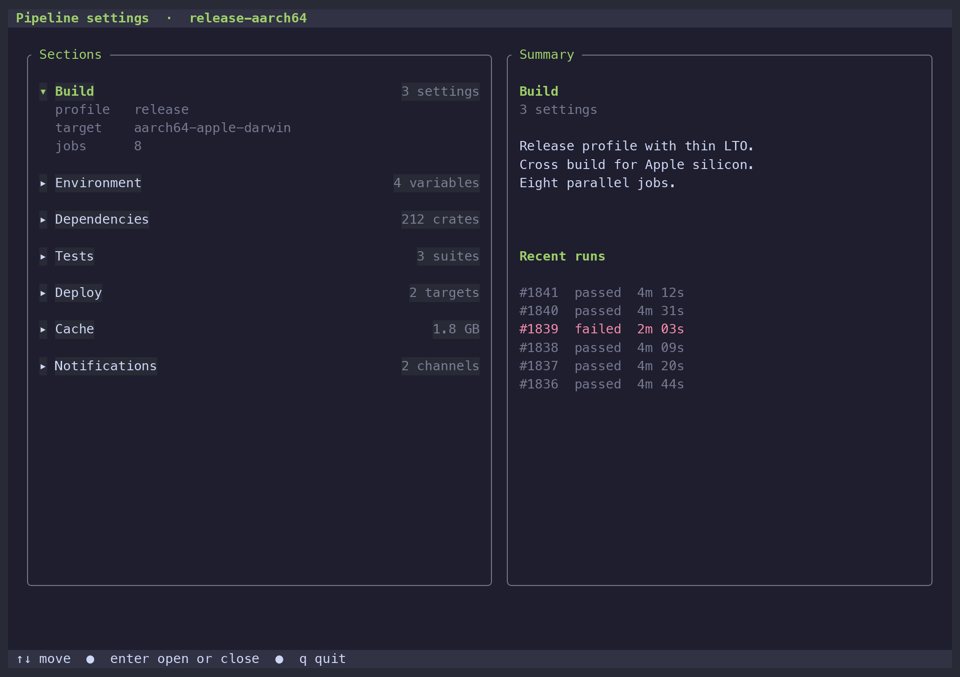 Pipeline settings · release-aarch64
Sections
▾ Build 3 settings
profile release
target aarch64-apple-darwin
jobs 8
▸ Environment 4 variables
▸ Dependencies 212 crates
▸ Tests 3 suites
▸ Deploy 2 targets
▸ Cache 1.8 GB
▸ Notifications 2 channels
Summary
Build
3 settings
Release profile with thin LTO.
Cross build for Apple silicon.
Eight parallel jobs.
Recent runs
#1841 passed 4m 12s
#1840 passed 4m 31s
#1839 failed 2m 03s
#1838 passed 4m 09s
#1837 passed 4m 20s
#1836 passed 4m 44s
↑↓ move ● enter open or close ● q quit